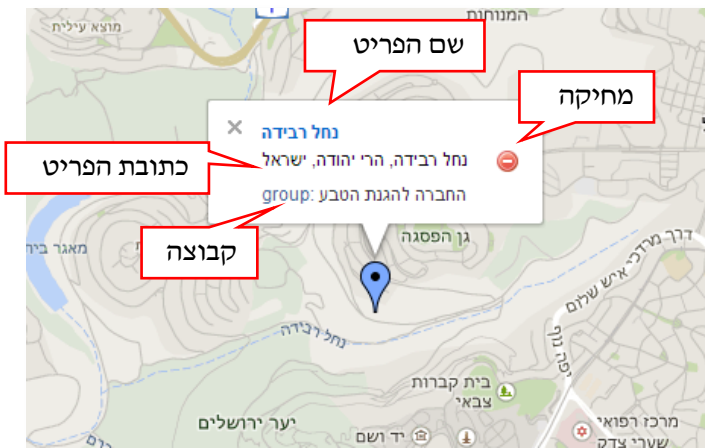 מוצא עילית
המנוחות
שם הפריט
מחיקה
נחל רבידה
נחל רבידה, הרי יהודה, ישראל
כתובת הפריט
group: החברה להגנת הטבע
קבוצה
גן הפסגה
דרך מרדכי איש שלום
יפה נוף
נחל רבידה
בית קברות
צבאי
יער ירושלים
יד ושם
מרכז רפואי
שערי צדק